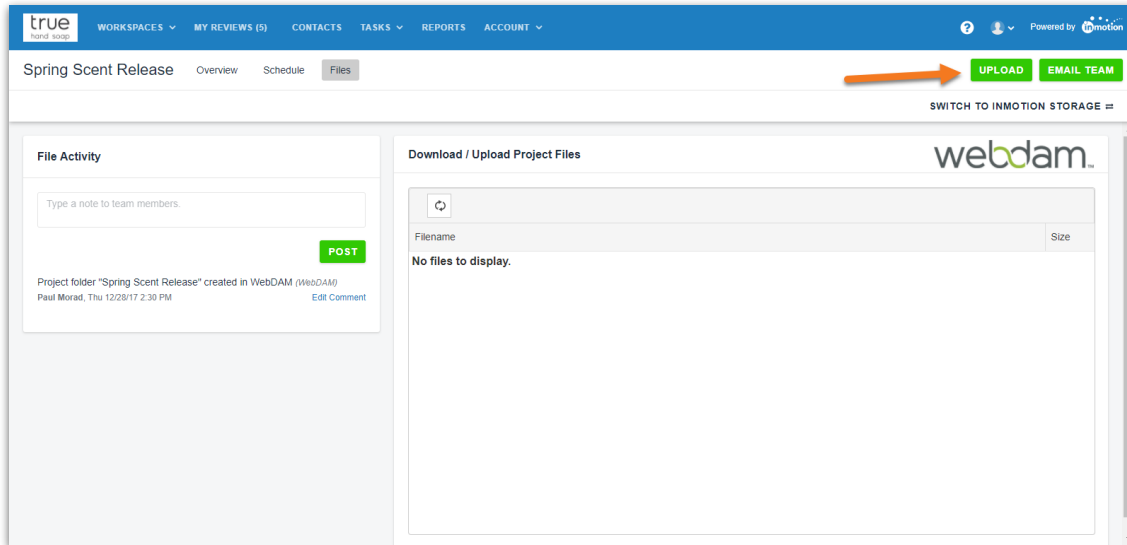 true
hand soap
WORKSPACES MY REVIEWS (5) CONTACTS TASKS REPORTS ACCOUNT
? Powered by inmotion
Spring Scent Release Overview Schedule Files
UPLOAD EMAIL TEAM
SWITCH TO INMOTION STORAGE
File Activity
Type a note to team members.
POST
Project folder "Spring Scent Release" created in WebDAM (WebDAM)
Paul Morad, Thu 12/28/17 2:30 PM Edit Comment
Download / Upload Project Files
webdam™
Filename Size
No files to display.